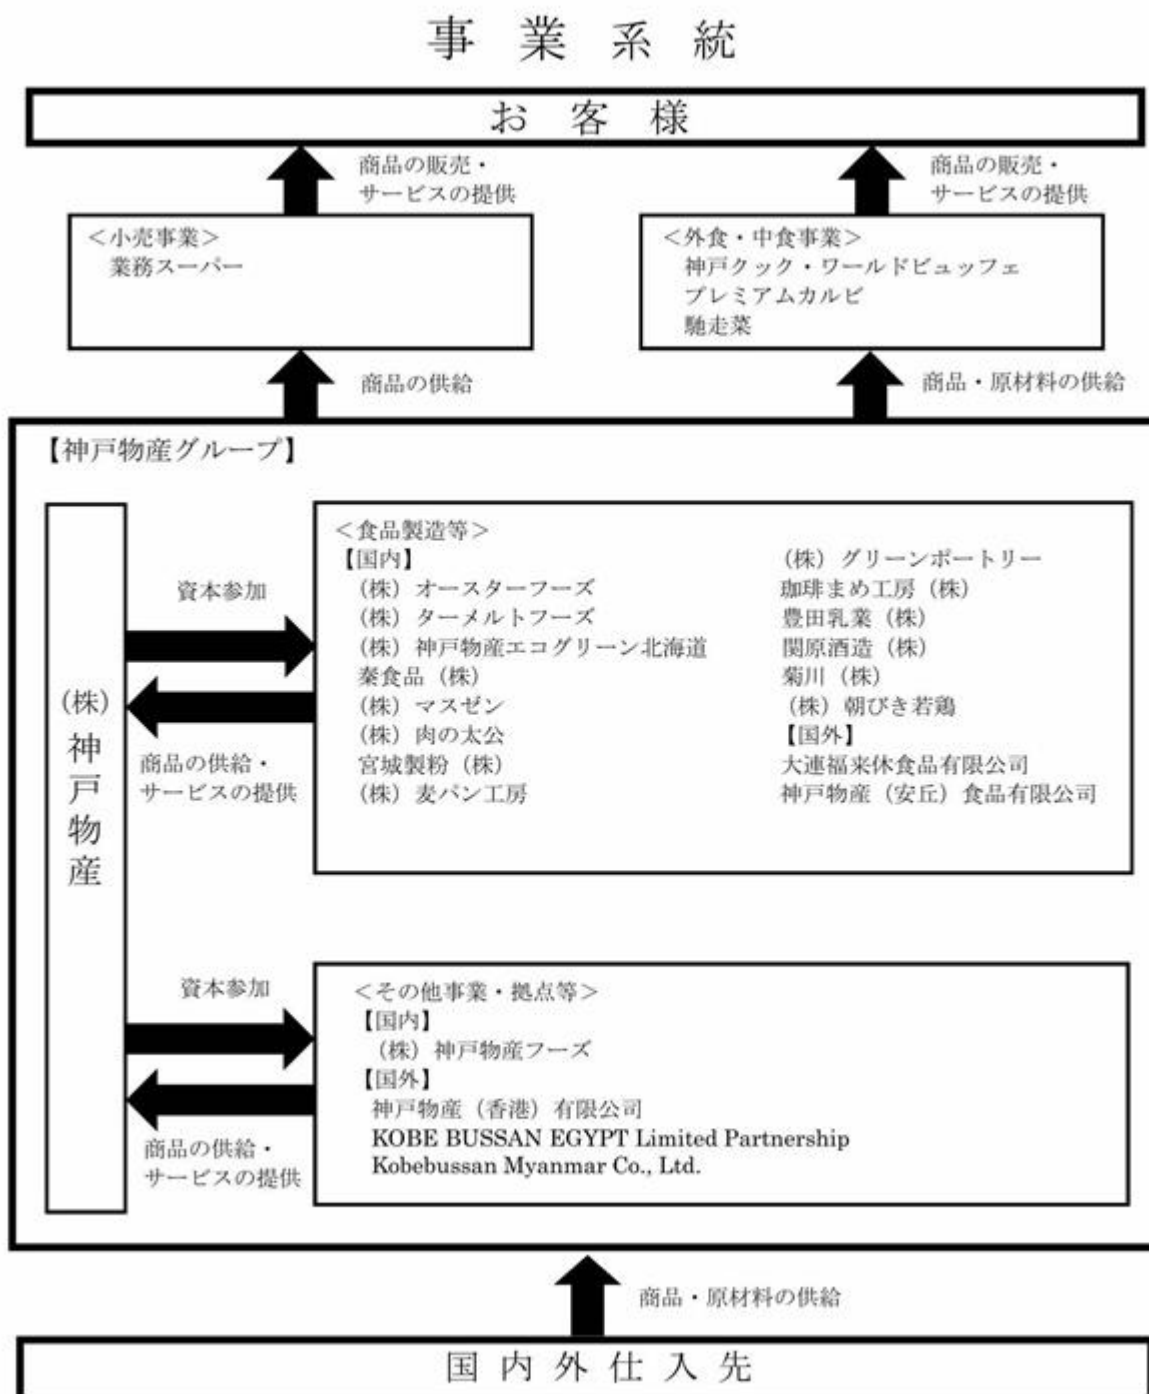 事業系統
お客様
商品の販売・
サービスの提供
商品の販売・
サービスの提供
＜小売事業＞
業務スーパー
＜外食・中食事業＞
神戸クック・ワールドビュッフェ
プレミアムカルビ
馳走菜
商品の供給
商品・原材料の供給
【神戸物産グループ】
(株)神戸物産
資本参加
商品の供給・
サービスの提供
＜食品製造等＞
【国内】
(株) オースターフーズ
(株) ターメルトフーズ
(株) 神戸物産エコグリーン北海道
秦食品 (株)
(株) マスゼン
(株) 肉の太公
宮城製粉 (株)
(株) 麦パン工房
(株) グリーンポートリー
珈琲まめ工房 (株)
豊田乳業 (株)
関原酒造 (株)
菊川 (株)
(株) 朝びき若鶏
【国外】
大連福来休食品有限公司
神戸物産 (安丘) 食品有限公司
資本参加
商品の供給・
サービスの提供
＜その他事業・拠点等＞
【国内】
(株) 神戸物産フーズ
【国外】
神戸物産 (香港) 有限公司
KOBE BUSSAN EGYPT Limited Partnership
Kobebussan Myanmar Co., Ltd.
商品・原材料の供給
国内外仕入先